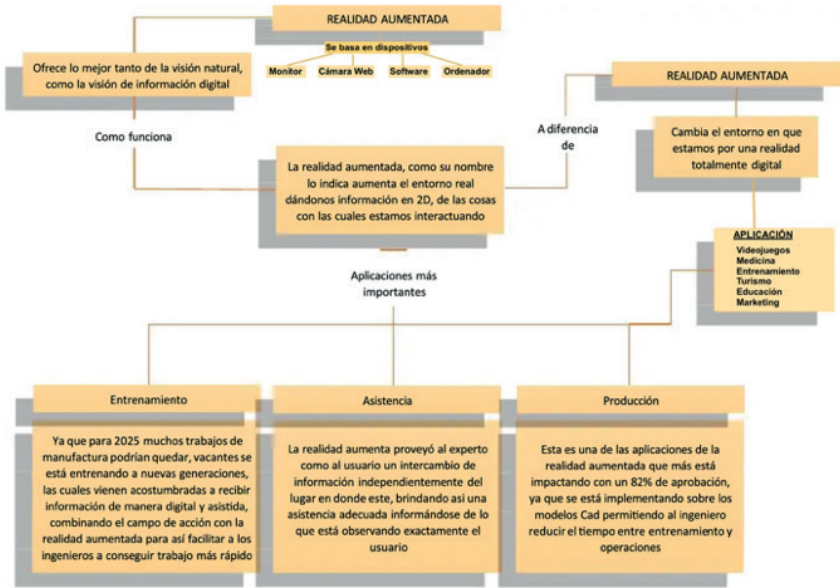 REALIDAD AUMENTADA
Se basa en dispositivos
Monitor Cámara Web Software Ordenador
Ofrece lo mejor tanto de la visión natural,
como la visión de información digital
Como funciona
La realidad aumentada, como su nombre
lo indica aumenta el entorno real
dándonos información en 2D, de las cosas
con las cuales estamos interactuando
A diferencia
de
REALIDAD AUMENTADA
Cambia el entorno en que
estamos por una realidad
totalmente digital
APLICACIÓN
Videojuegos
Medicina
Entrenamiento
Turismo
Educación
Marketing
Aplicaciones más
importantes
Entrenamiento
Ya que para 2025 muchos trabajos de
manufactura podrían quedar, vacantes se
está entrenando a nuevas generaciones,
las cuales vienen acostumbradas a recibir
información de manera digital y asistida,
combinando el campo de acción con la
realidad aumentada para así facilitar a los
ingenieros a conseguir trabajo más rápido
Asistencia
La realidad aumenta proveyó al experto
como al usuario un intercambio de
información independientemente del
lugar en donde este, brindando asi una
asistencia adecuada informándose de lo
que está observando exactamente el
usuario
Producción
Esta es una de las aplicaciones de la
realidad aumentada que más está
impactando con un 82% de aprobación,
ya que se está implementando sobre los
modelos Cad permitiendo al ingeniero
reducir el tiempo entre entrenamiento y
operaciones